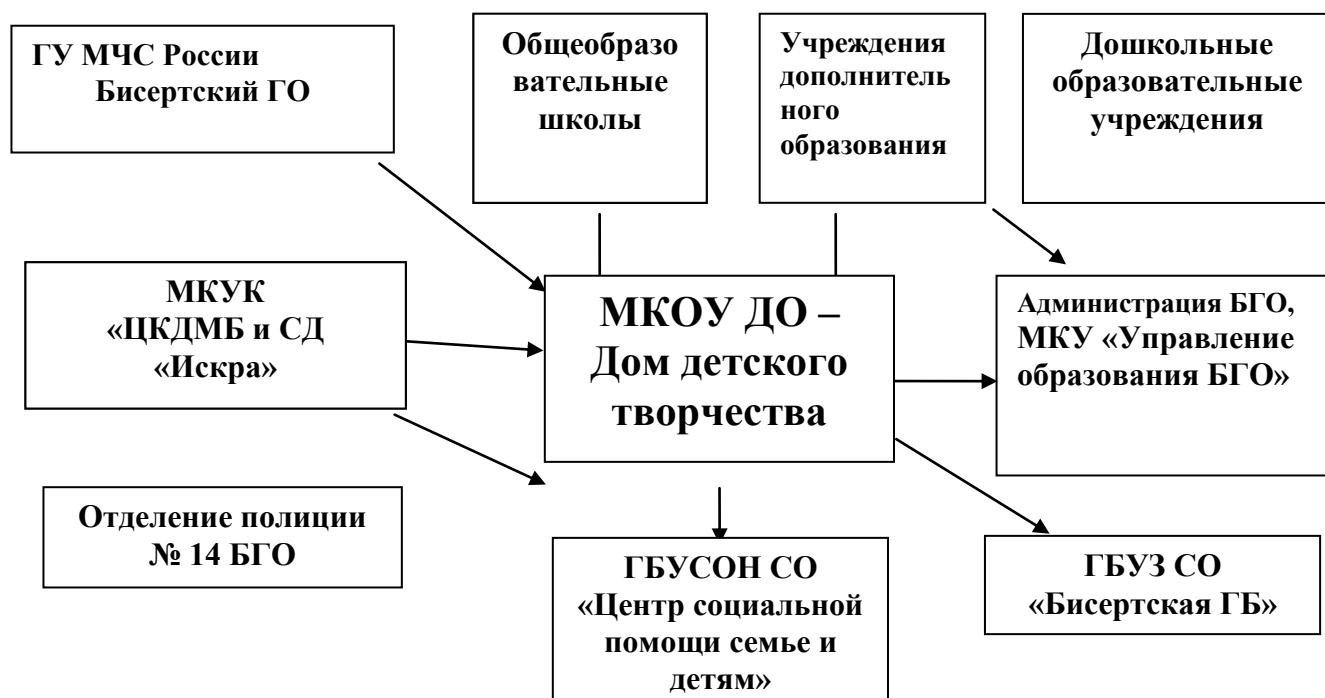 ГУ МЧС России
Бисертский ГО
Общеобразо
вательные
школы
Учреждения
дополнитель
ного
образования
Дошкольные
образовательные
учреждения
МКУК
«ЦКДМБ и СД
«Искра»
МКОУ ДО –
Дом детского
творчества
Администрация БГО,
МКУ «Управление
образования БГО»
Отделение полиции
№ 14 БГО
ГБУСОН СО
«Центр социальной
помощи семье и
детям»
ГБУЗ СО
«Бисертская ГБ»